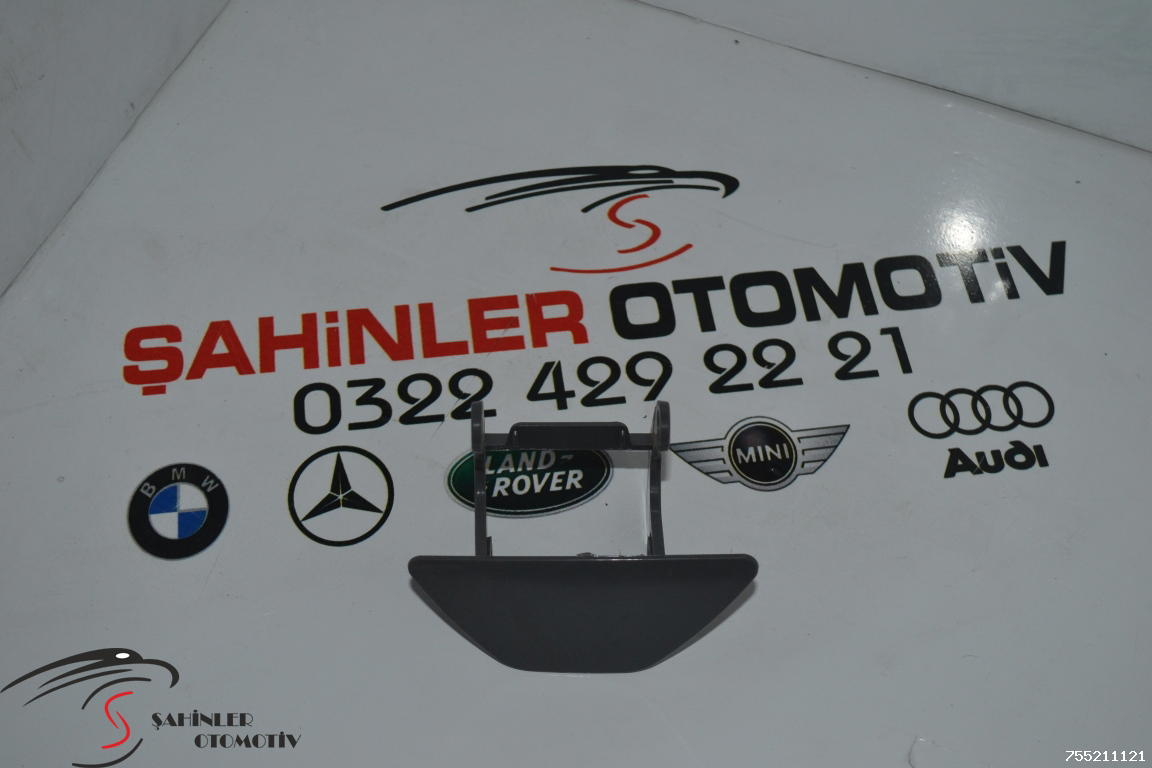 ŞAHİNLER OTOMOTİV
0322 429 22 21
BMW
LAND-
ROVER
MINI
Audi
ŞAHİNLER
OTOMOTİV
755211121